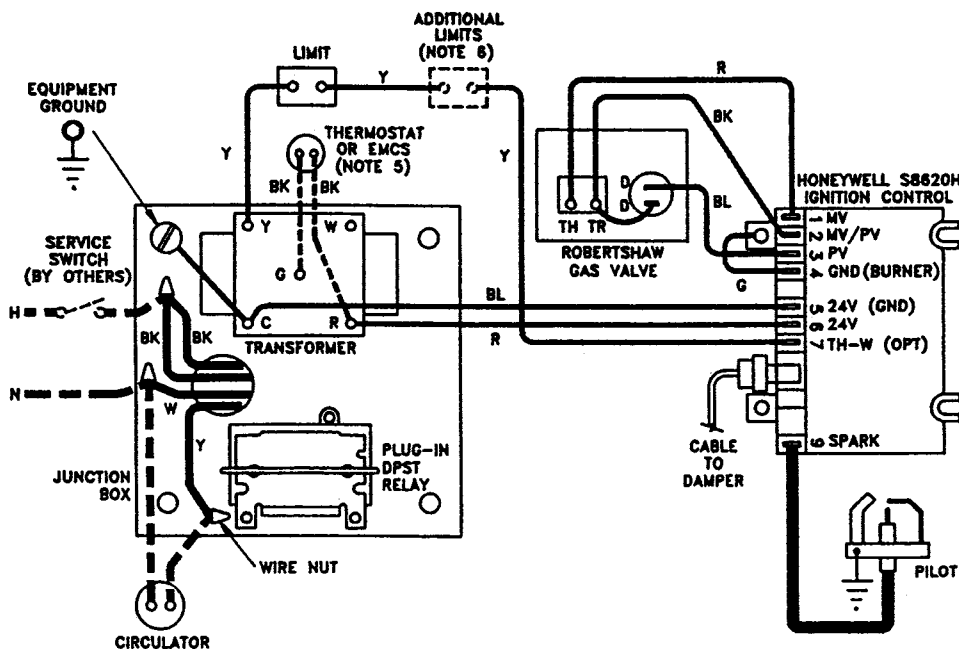 ADDITIONAL
LIMITS
(NOTE 6)
LIMIT
EQUIPMENT
GROUND
THERMOSTAT
OR EMCS
(NOTE 5)
Y
Y
Y
BK
BK
R
BK
BL
D
D
TH TR
ROBERTSHAW
GAS VALVE
HONEYWELL S8620H
IGNITION CONTROL
1 MV
2 MV/PV
3 PV
4 GND (BURNER)
5 24V (GND)
6 24V
7 TH-W (OPT)
9 SPARK
G
SERVICE
SWITCH
(BY OTHERS)
H
N
Y
W
G
C
R
TRANSFORMER
BL
R
BK
BK
W
Y
JUNCTION
BOX
PLUG-IN
DPST
RELAY
WIRE NUT
CIRCULATOR
CABLE
TO
DAMPER
PILOT